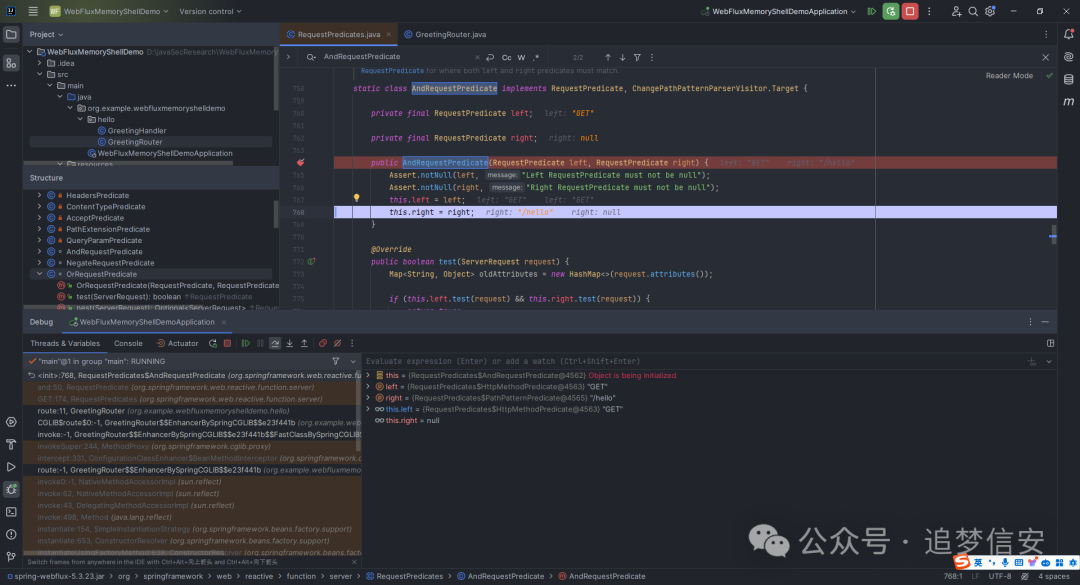 WF WebFluxMemoryShellDemo Version control
WebFluxMemoryShellDemoApplication
Project
RequestPredicates.java
GreetingRouter.java
WebFluxMemoryShellDemo D:\javaSecResearch\WebFluxMemory
.idea
src
main
java
org.example.webfluxmemoryshelldemo
hello
GreetingHandler
GreetingRouter
WebFluxMemoryShellDemoApplication
resources
AndRequestPredicate
Cc W .*
2/2
RequestPredicate for where both left and right predicates must match.
Reader Mode
758 static class AndRequestPredicate implements RequestPredicate, ChangePathPatternParserVisitor.Target {
760 private final RequestPredicate left; left: "GET"
762 private final RequestPredicate right; right: null
public AndRequestPredicate(RequestPredicate left, RequestPredicate right) { left: "GET" right: "/hello"
765 Assert.notNull(left, message: "Left RequestPredicate must not be null");
766 Assert.notNull(right, message: "Right RequestPredicate must not be null");
767 this.left = left; left: "GET" left: "GET"
768 this.right = right; right: "/hello" right: null
769 }
771 @Override
772 public boolean test(ServerRequest request) {
773 Map<String, Object> oldAttributes = new HashMap<>(request.attributes());
775 if (this.left.test(request) && this.right.test(request)) {
Structure
HeadersPredicate
ContentTypePredicate
AcceptPredicate
PathExtensionPredicate
QueryParamPredicate
AndRequestPredicate
NegateRequestPredicate
OrRequestPredicate
OrRequestPredicate(RequestPredicate, RequestPredicate
test(ServerRequest): boolean ↑RequestPredicate
nest(ServerRequest): Optional<ServerRequest>
Debug
WebFluxMemoryShellDemoApplication
Threads & Variables Console Actuator
"main"@1 in group "main": RUNNING
<init>:768, RequestPredicates$AndRequestPredicate (org.springframework.web.reactive.fu
and:50, RequestPredicate (org.springframework.web.reactive.function.server)
GET:174, RequestPredicates (org.springframework.web.reactive.function.server)
route:11, GreetingRouter (org.example.webfluxmemoryshelldemo.hello)
CGLIB$route$0:-1, GreetingRouter$$EnhancerBySpringCGLIB$$e23f441b (org.example.web
invoke:-1, GreetingRouter$$EnhancerBySpringCGLIB$$e23f441b$$FastClassBySpringCGLIB
invokeSuper:244, MethodProxy (org.springframework.cglib.proxy)
intercept:331, ConfigurationClassEnhancer$BeanMethodInterceptor (org.springframework.c
route:-1, GreetingRouter$$EnhancerBySpringCGLIB$$e23f441b (org.example.webfluxmemo
invoke0:-1, NativeMethodAccessorImpl (sun.reflect)
invoke:62, NativeMethodAccessorImpl (sun.reflect)
invoke:43, DelegatingMethodAccessorImpl (sun.reflect)
invoke:498, Method (java.lang.reflect)
instantiate:154, SimpleInstantiationStrategy (org.springframework.beans.factory.support)
instantiate:653, ConstructorResolver (org.springframework.beans.factory.support)
Switch frames from anywhere in the IDE with Ctrl+Alt+向上箭头 and Ctrl+Alt+向下箭头
Evaluate expression (Enter) or add a watch (Ctrl+Shift+Enter)
this = {RequestPredicates$AndRequestPredicate@4562} Object is being initialized
left = {RequestPredicates$HttpMethodPredicate@4563} "GET"
right = {RequestPredicates$PathPatternPredicate@4565} "/hello"
this.left = {RequestPredicates$HttpMethodPredicate@4563} "GET"
this.right = null
公众号 · 追梦信安
S 英
spring-webflux-5.3.23.jar › org › springframework › web › reactive › function › server › RequestPredicates › AndRequestPredicate › AndRequestPredicate
768:1 LF UTF-8 4 spaces